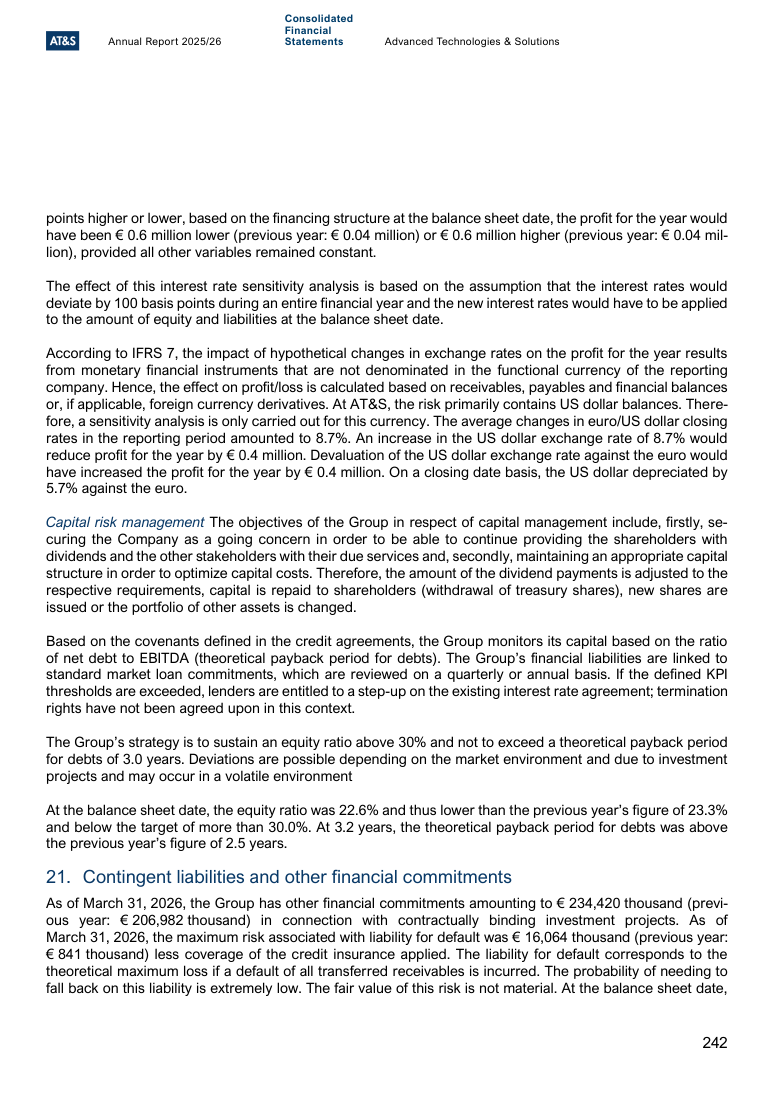 Consolidated
Financial
Statements
AT&S
Annual Report 2025/26
Advanced Technologies & Solutions
points higher or lower, based on the financing structure at the balance sheet date, the profit for the year would
have been € 0.6 million lower (previous year: € 0.04 million) or € 0.6 million higher (previous year: € 0.04 mil-
lion), provided all other variables remained constant.
The effect of this interest rate sensitivity analysis is based on the assumption that the interest rates would
deviate by 100 basis points during an entire financial year and the new interest rates would have to be applied
to the amount of equity and liabilities at the balance sheet date.
According to IFRS 7, the impact of hypothetical changes in exchange rates on the profit for the year results
from monetary financial instruments that are not denominated in the functional currency of the reporting
company. Hence, the effect on profit/loss is calculated based on receivables, payables and financial balances
or, if applicable, foreign currency derivatives. At AT&S, the risk primarily contains US dollar balances. There-
fore, a sensitivity analysis is only carried out for this currency. The average changes in euro/US dollar closing
rates in the reporting period amounted to 8.7%. An increase in the US dollar exchange rate of 8.7% would
reduce profit for the year by € 0.4 million. Devaluation of the US dollar exchange rate against the euro would
have increased the profit for the year by € 0.4 million. On a closing date basis, the US dollar depreciated by
5.7% against the euro.
Capital risk management The objectives of the Group in respect of capital management include, firstly, se-
curing the Company as a going concern in order to be able to continue providing the shareholders with
dividends and the other stakeholders with their due services and, secondly, maintaining an appropriate capital
structure in order to optimize capital costs. Therefore, the amount of the dividend payments is adjusted to the
respective requirements, capital is repaid to shareholders (withdrawal of treasury shares), new shares are
issued or the portfolio of other assets is changed.
Based on the covenants defined in the credit agreements, the Group monitors its capital based on the ratio
of net debt to EBITDA (theoretical payback period for debts). The Group’s financial liabilities are linked to
standard market loan commitments, which are reviewed on a quarterly or annual basis. If the defined KPI
thresholds are exceeded, lenders are entitled to a step-up on the existing interest rate agreement; termination
rights have not been agreed upon in this context.
The Group’s strategy is to sustain an equity ratio above 30% and not to exceed a theoretical payback period
for debts of 3.0 years. Deviations are possible depending on the market environment and due to investment
projects and may occur in a volatile environment
At the balance sheet date, the equity ratio was 22.6% and thus lower than the previous year’s figure of 23.3%
and below the target of more than 30.0%. At 3.2 years, the theoretical payback period for debts was above
the previous year’s figure of 2.5 years.
21. Contingent liabilities and other financial commitments
As of March 31, 2026, the Group has other financial commitments amounting to € 234,420 thousand (previ-
ous year: € 206,982 thousand) in connection with contractually binding investment projects. As of
March 31, 2026, the maximum risk associated with liability for default was € 16,064 thousand (previous year:
€ 841 thousand) less coverage of the credit insurance applied. The liability for default corresponds to the
theoretical maximum loss if a default of all transferred receivables is incurred. The probability of needing to
fall back on this liability is extremely low. The fair value of this risk is not material. At the balance sheet date,
242